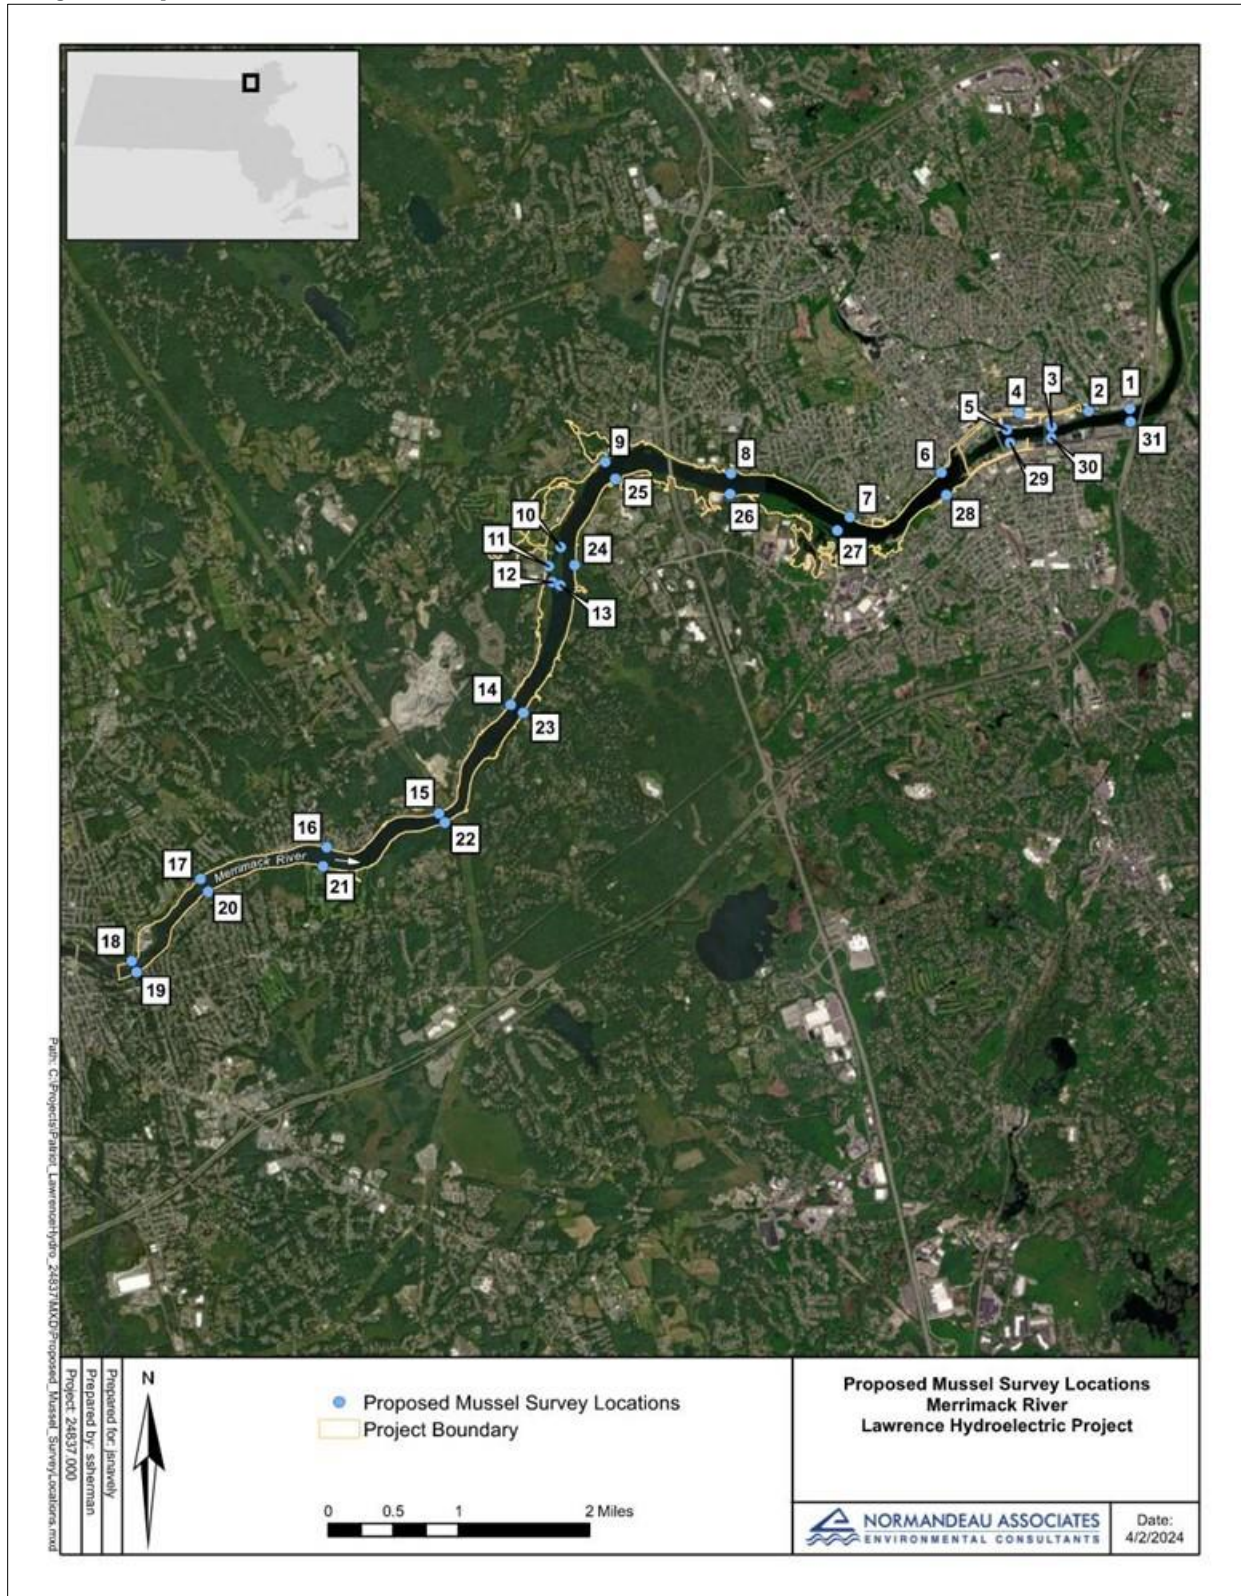 1
2
3
4
5
31
30
29
6
28
9
8
25
26
7
27
10
11
24
12
13
14
23
15
22
16
17
Merrimack River
21
20
18
19
Path: C:\Projects\Patriot_LawrenceHydro_24837\MXD\Proposed_Mussel_SurveyLocations.mxd
Prepared for: jsnavely
Prepared by: ssherman
Project: 24837.000
N
Proposed Mussel Survey Locations
Project Boundary
0 0.5 1 2 Miles
Proposed Mussel Survey Locations
Merrimack River
Lawrence Hydroelectric Project
NORMANDEAU ASSOCIATES
ENVIRONMENTAL CONSULTANTS
Date:
4/2/2024